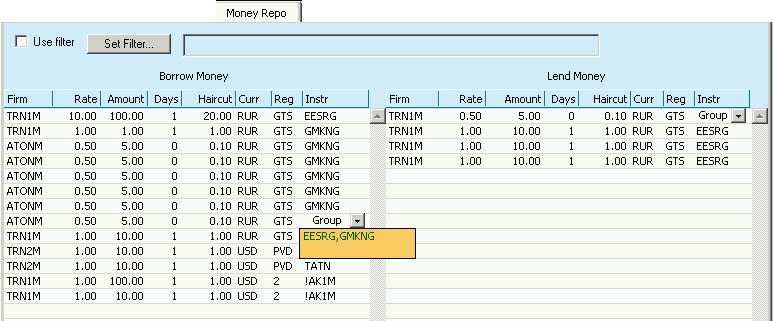 Money Repo
Use filter Set Filter...
Borrow Money Lend Money
Firm Rate Amount Days Haircut Curr Reg Instr Firm Rate Amount Days Haircut Curr Reg Instr
TRN1M 10.00 100.00 1 20.00 RUR GTS EESRG TRN1M 0.50 5.00 0 0.10 RUR GTS Group
TRN1M 1.00 1.00 1 1.00 RUR GTS GMKNG TRN1M 1.00 10.00 1 1.00 RUR GTS EESRG
ATONM 0.50 5.00 0 0.10 RUR GTS GMKNG TRN1M 1.00 10.00 1 1.00 RUR GTS EESRG
ATONM 0.50 5.00 0 0.10 RUR GTS GMKNG TRN1M 1.00 10.00 1 1.00 RUR GTS EESRG
ATONM 0.50 5.00 0 0.10 RUR GTS GMKNG
ATONM 0.50 5.00 0 0.10 RUR GTS GMKNG
ATONM 0.50 5.00 0 0.10 RUR GTS GMKNG
ATONM 0.50 5.00 0 0.10 RUR GTS Group
TRN1M 1.00 10.00 1 1.00 RUR GTS EESRG,GMKNG
TRN2M 1.00 10.00 1 1.00 USD PVD
TRN2M 1.00 10.00 1 1.00 USD PVD TATN
TRN1M 1.00 100.00 1 1.00 USD 2 !AK1M
TRN1M 1.00 10.00 1 1.00 USD 2 !AK1M